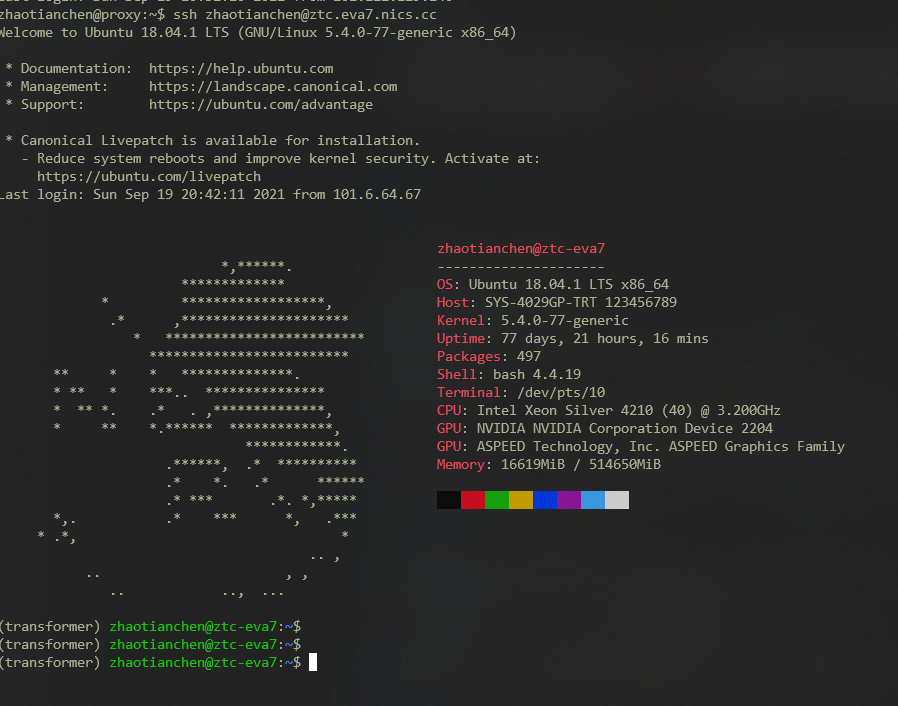 zhaotianchen@proxy:~$ ssh zhaotianchen@ztc.eva7.nics.cc
Welcome to Ubuntu 18.04.1 LTS (GNU/Linux 5.4.0-77-generic x86_64)
* Documentation: https://help.ubuntu.com
* Management: https://landscape.canonical.com
* Support: https://ubuntu.com/advantage
* Canonical Livepatch is available for installation.
- Reduce system reboots and improve kernel security. Activate at:
https://ubuntu.com/livepatch
Last login: Sun Sep 19 20:42:11 2021 from 101.6.64.67
zhaotianchen@ztc-eva7
---------------------
OS: Ubuntu 18.04.1 LTS x86_64
Host: SYS-4029GP-TRT 123456789
Kernel: 5.4.0-77-generic
Uptime: 77 days, 21 hours, 16 mins
Packages: 497
Shell: bash 4.4.19
Terminal: /dev/pts/10
CPU: Intel Xeon Silver 4210 (40) @ 3.200GHz
GPU: NVIDIA NVIDIA Corporation Device 2204
GPU: ASPEED Technology, Inc. ASPEED Graphics Family
Memory: 16619MiB / 514650MiB
(transformer) zhaotianchen@ztc-eva7:~$
(transformer) zhaotianchen@ztc-eva7:~$
(transformer) zhaotianchen@ztc-eva7:~$